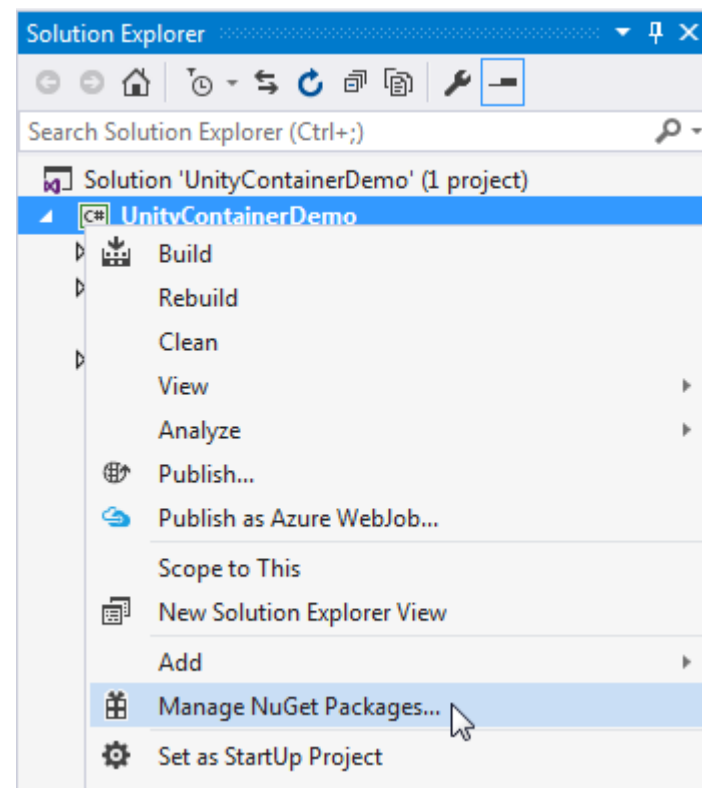 Solution Explorer
Search Solution Explorer (Ctrl+;)
Solution 'UnityContainerDemo' (1 project)
C# UnityContainerDemo
Build
Rebuild
Clean
View
Analyze
Publish...
Publish as Azure WebJob...
Scope to This
New Solution Explorer View
Add
Manage NuGet Packages...
Set as StartUp Project